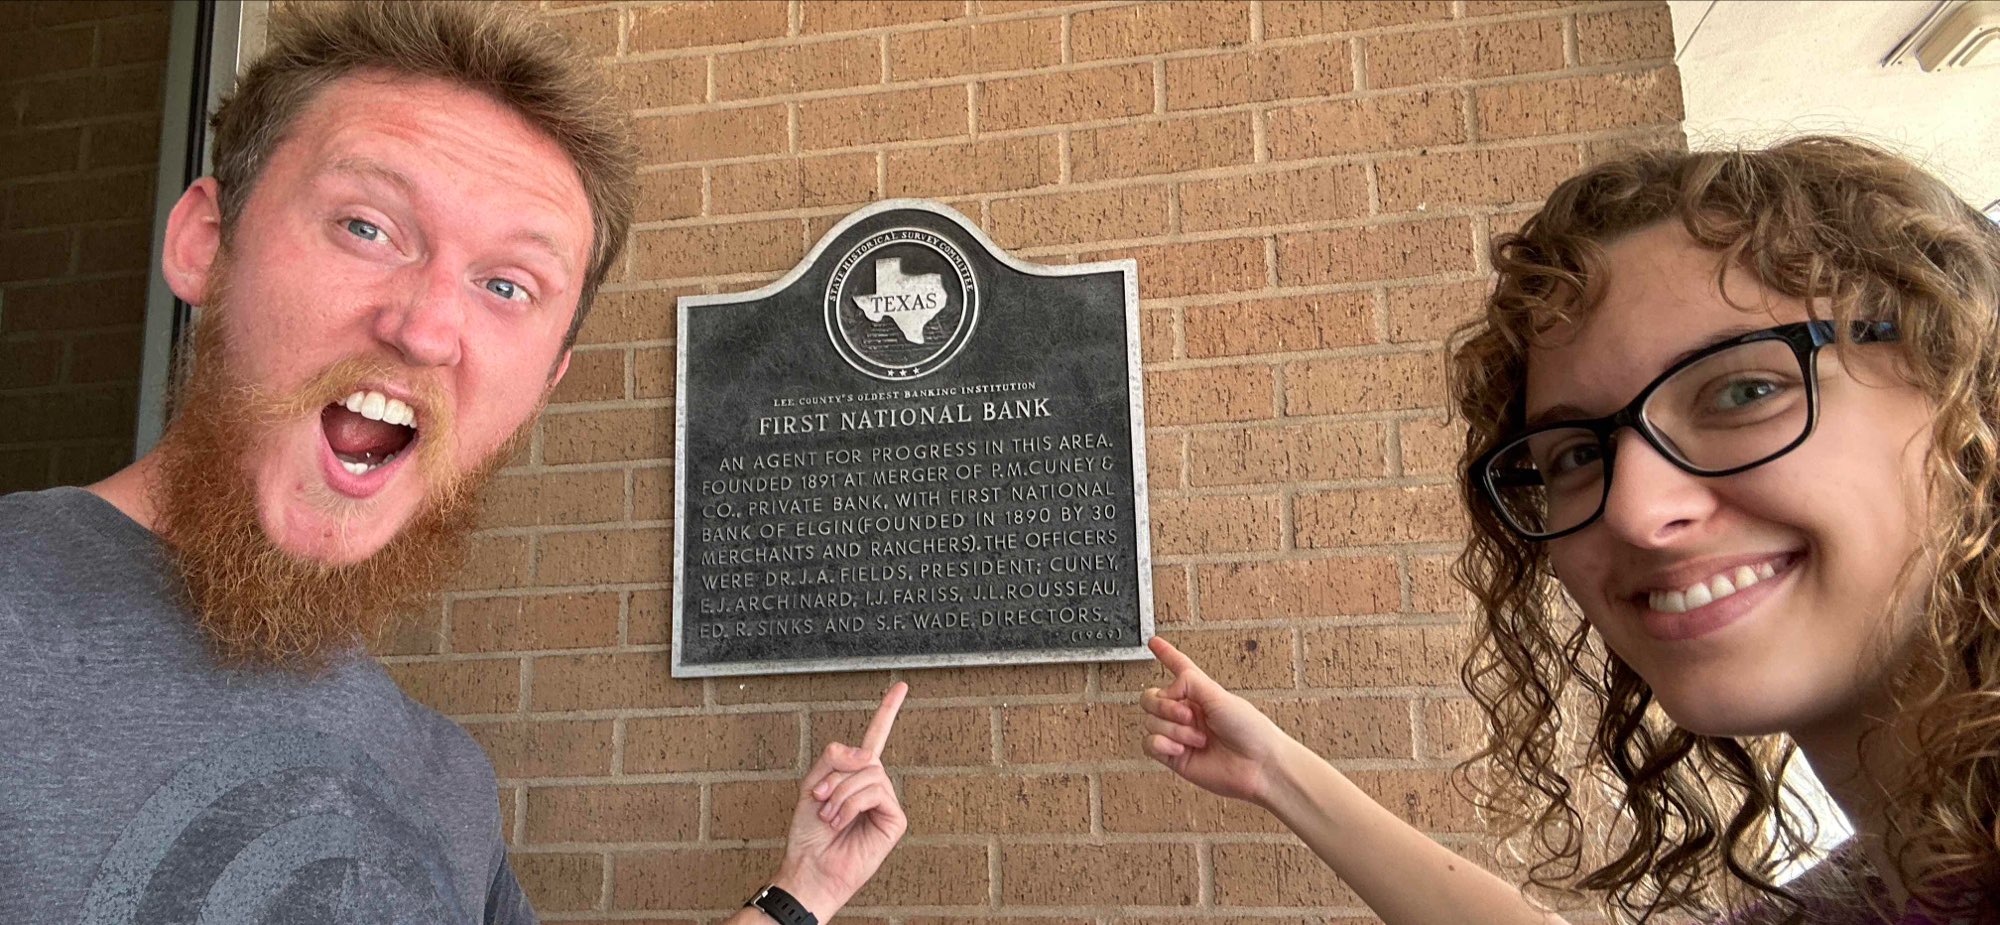 STATE HISTORICAL SURVEY COMMITTEE
TEXAS
LEE COUNTY'S OLDEST BANKING INSTITUTION
FIRST NATIONAL BANK
AN AGENT FOR PROGRESS IN THIS AREA.
FOUNDED 1891 AT MERGER OF P.M.CUNEY &
CO., PRIVATE BANK, WITH FIRST NATIONAL
BANK OF ELGIN (FOUNDED IN 1890 BY 30
MERCHANTS AND RANCHERS). THE OFFICERS
WERE DR. J. A. FIELDS, PRESIDENT; CUNEY,
E.J. ARCHINARD, I.J. FARISS, J.L. ROUSSEAU,
ED. R. SINKS AND S.F. WADE, DIRECTORS.
(1969)